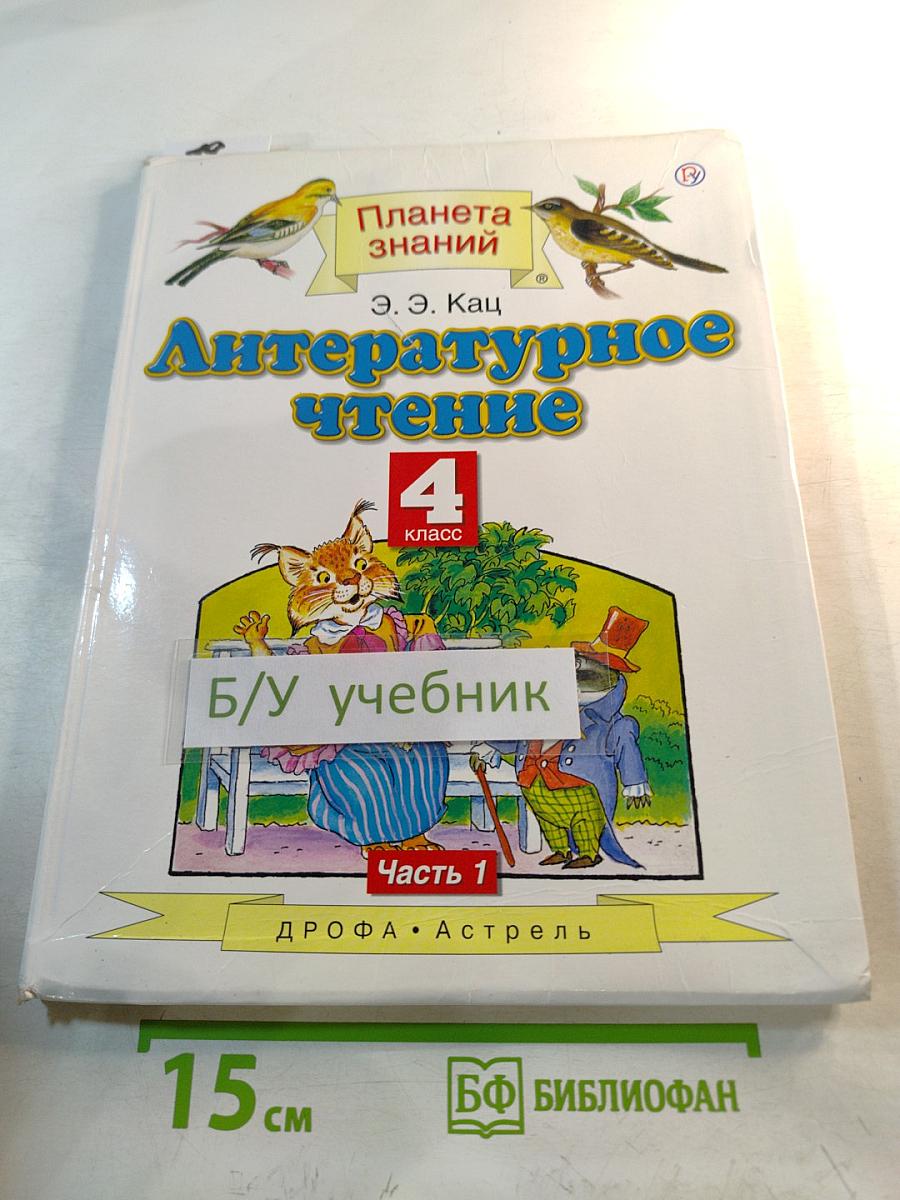 Планета
знаний
®
Э. Э. Кац
Литературное
чтение
4
класс
Б/У учебник
Часть 1
ДРОФА • Астрель
15 см
БФ БИБЛИОФАН